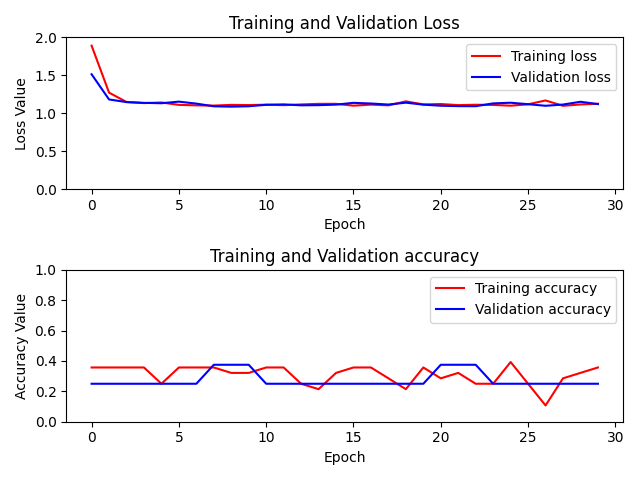 Training and Validation Loss
2.0
1.5
1.0
0.5
0.0
Loss Value
Training loss
Validation loss
0 5 10 15 20 25 30
Epoch
Training and Validation accuracy
1.0
0.8
0.6
0.4
0.2
0.0
Accuracy Value
Training accuracy
Validation accuracy
0 5 10 15 20 25 30
Epoch